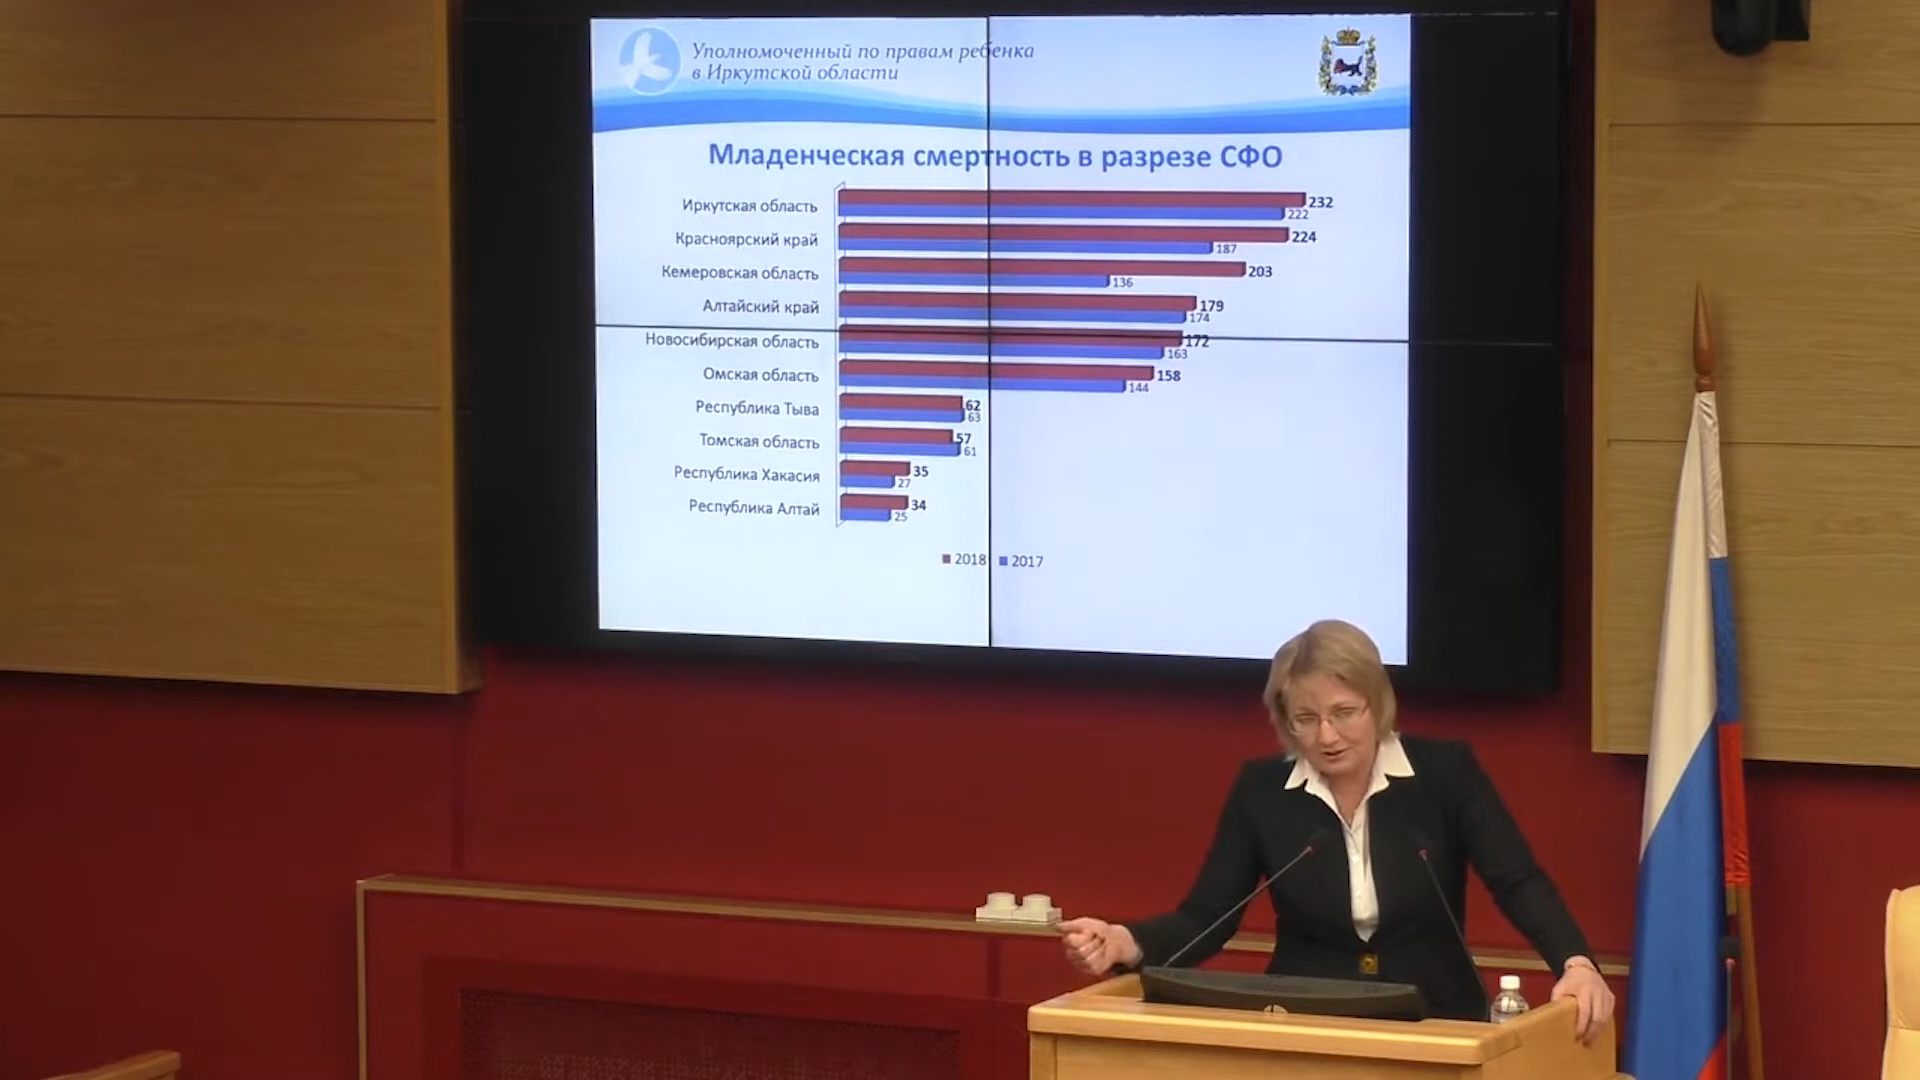 Уполномоченный по правам ребенка
в Иркутской области
Младенческая смертность в разрезе СФО
Иркутская область 232
222
Красноярский край 224
187
Кемеровская область 203
136
Алтайский край 179
174
Новосибирская область 172
163
Омская область 158
144
Республика Тыва 62
63
Томская область 57
61
Республика Хакасия 35
27
Республика Алтай 34
25
2018 2017